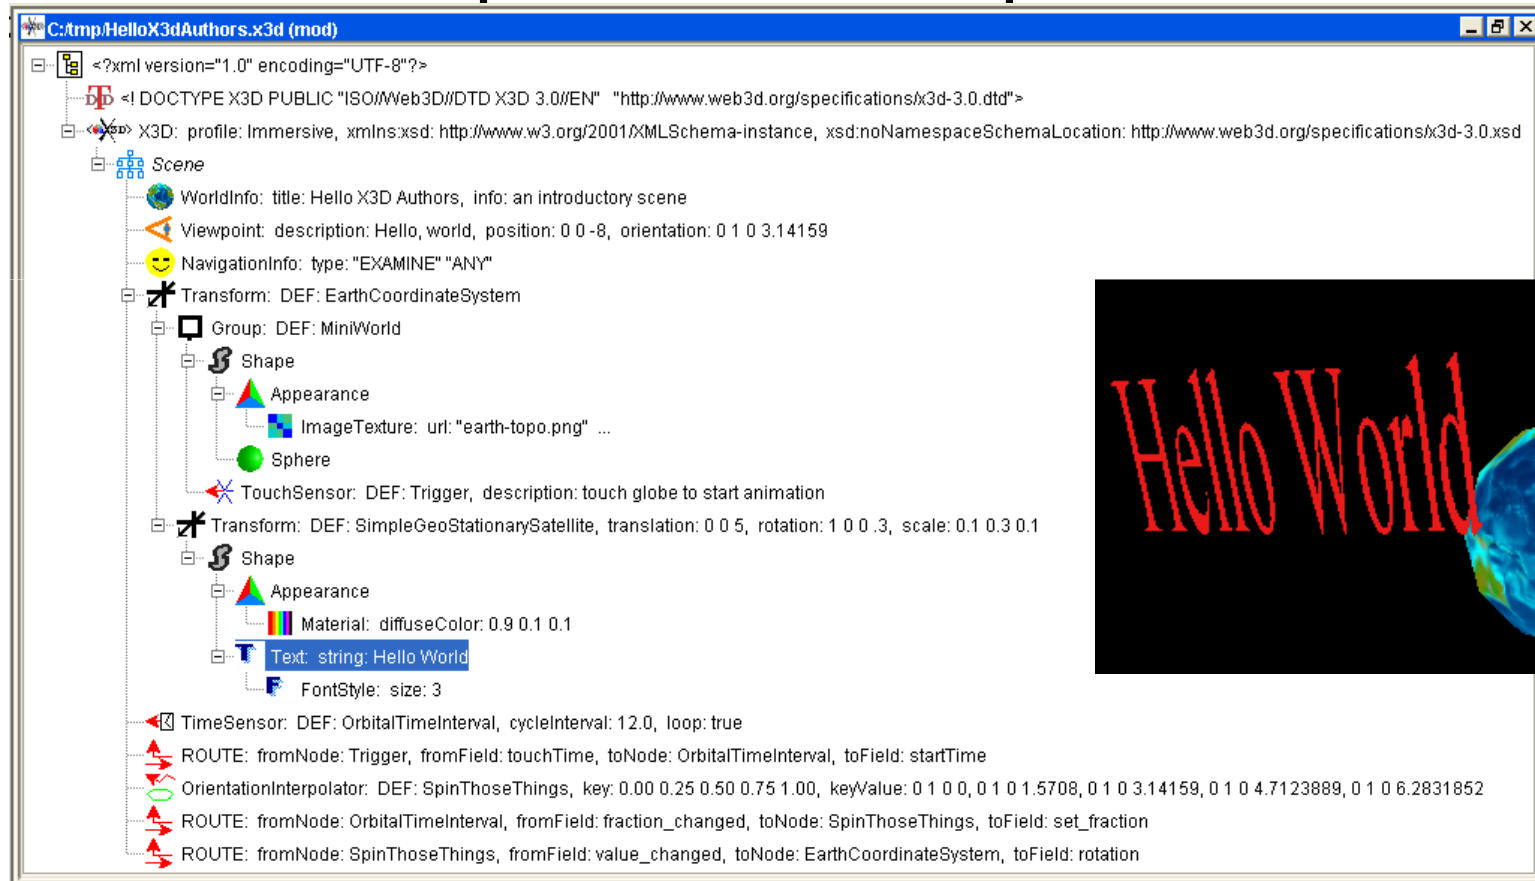 C:/tmp/HelloX3dAuthors.x3d (mod)
<?xml version="1.0" encoding="UTF-8"?>
<! DOCTYPE X3D PUBLIC "ISO//Web3D//DTD X3D 3.0//EN" "http://www.web3d.org/specifications/x3d-3.0.dtd">
X3D: profile: Immersive, xmlns:xsd: http://www.w3.org/2001/XMLSchema-instance, xsd:noNamespaceSchemaLocation: http://www.web3d.org/specifications/x3d-3.0.xsd
Scene
WorldInfo: title: Hello X3D Authors, info: an introductory scene
Viewpoint: description: Hello, world, position: 0 0 -8, orientation: 0 1 0 3.14159
NavigationInfo: type: "EXAMINE" "ANY"
Transform: DEF: EarthCoordinateSystem
Group: DEF: MiniWorld
Shape
Appearance
ImageTexture: url: "earth-topo.png" ...
Sphere
TouchSensor: DEF: Trigger, description: touch globe to start animation
Transform: DEF: SimpleGeoStationarySatellite, translation: 0 0 5, rotation: 1 0 0 .3, scale: 0.1 0.3 0.1
Shape
Appearance
Material: diffuseColor: 0.9 0.1 0.1
Text: string: Hello World
FontStyle: size: 3
TimeSensor: DEF: OrbitalTimeInterval, cycleInterval: 12.0, loop: true
ROUTE: fromNode: Trigger, fromField: touchTime, toNode: OrbitalTimeInterval, toField: startTime
OrientationInterpolator: DEF: SpinThoseThings, key: 0.00 0.25 0.50 0.75 1.00, keyValue: 0 1 0 0, 0 1 0 1.5708, 0 1 0 3.14159, 0 1 0 4.7123889, 0 1 0 6.2831852
ROUTE: fromNode: OrbitalTimeInterval, fromField: fraction_changed, toNode: SpinThoseThings, toField: set_fraction
ROUTE: fromNode: SpinThoseThings, fromField: value_changed, toNode: EarthCoordinateSystem, toField: rotation
Hello World